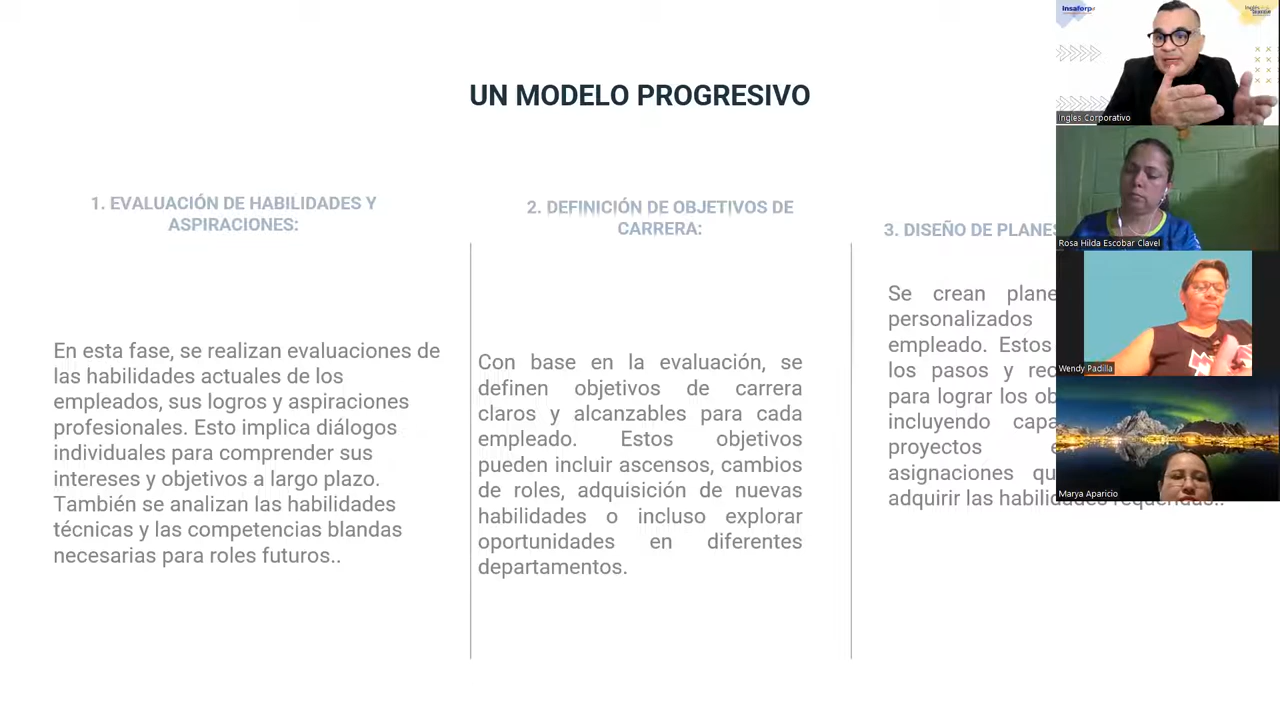 UN MODELO PROGRESIVO
1. EVALUACIÓN DE HABILIDADES Y
ASPIRACIONES:
En esta fase, se realizan evaluaciones de
las habilidades actuales de los
empleados, sus logros y aspiraciones
profesionales. Esto implica diálogos
individuales para comprender sus
intereses y objetivos a largo plazo.
También se analizan las habilidades
técnicas y las competencias blandas
necesarias para roles futuros..
2. DEFINICIÓN DE OBJETIVOS DE
CARRERA:
Con base en la evaluación, se
definen objetivos de carrera
claros y alcanzables para cada
empleado. Estos objetivos
pueden incluir ascensos, cambios
de roles, adquisición de nuevas
habilidades o incluso explorar
oportunidades en diferentes
departamentos.
3. DISEÑO DE PLANES
Se crean plane
personalizados
empleado. Estos
los pasos y rec
para lograr los ob
incluyendo capa
proyectos e
asignaciones qu
adquirir las habilidades requeridas..
Insaforp
Ingles Corporativo
Rosa Hilda Escobar Clavel
Wendy Padilla
Marya Aparicio